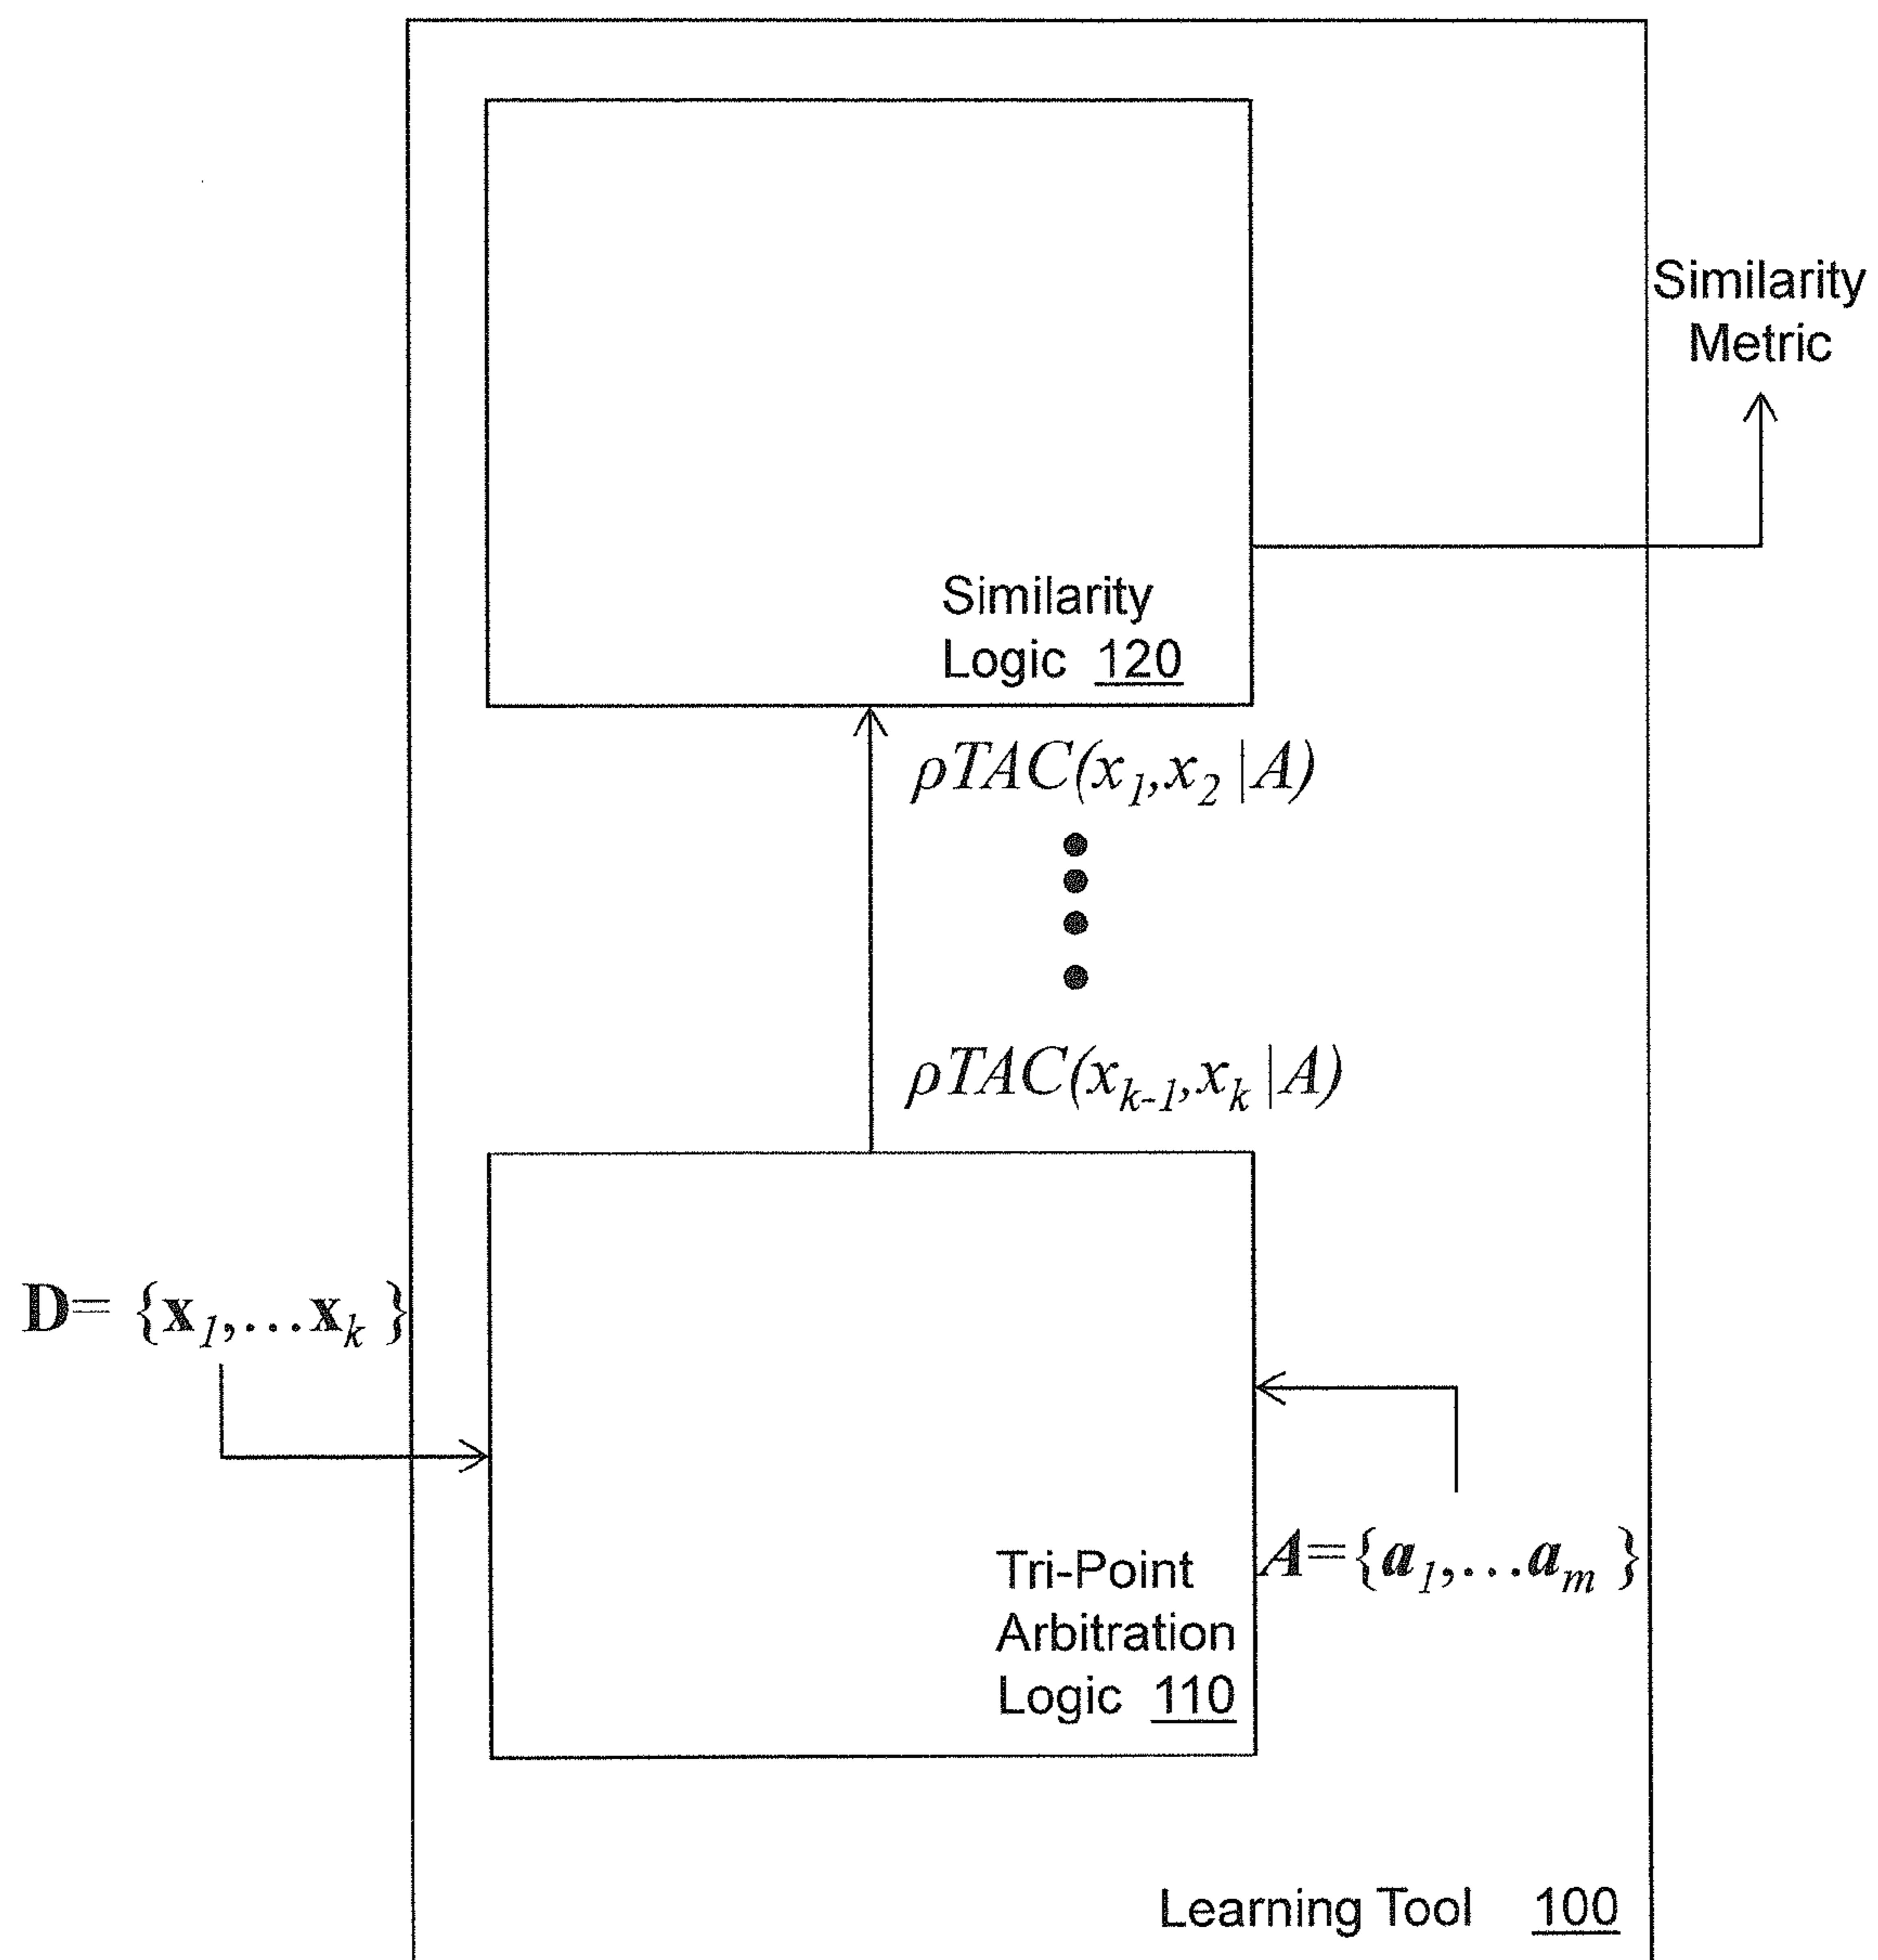 Similarity
Metric
Similarity
Logic 120
ρTAC(x₁,x₂ |A)
ρTAC(xₖ₋₁,xₖ |A)
D= {x₁,...xₖ }
A={a₁,...aₘ }
Tri-Point
Arbitration
Logic 110
Learning Tool 100